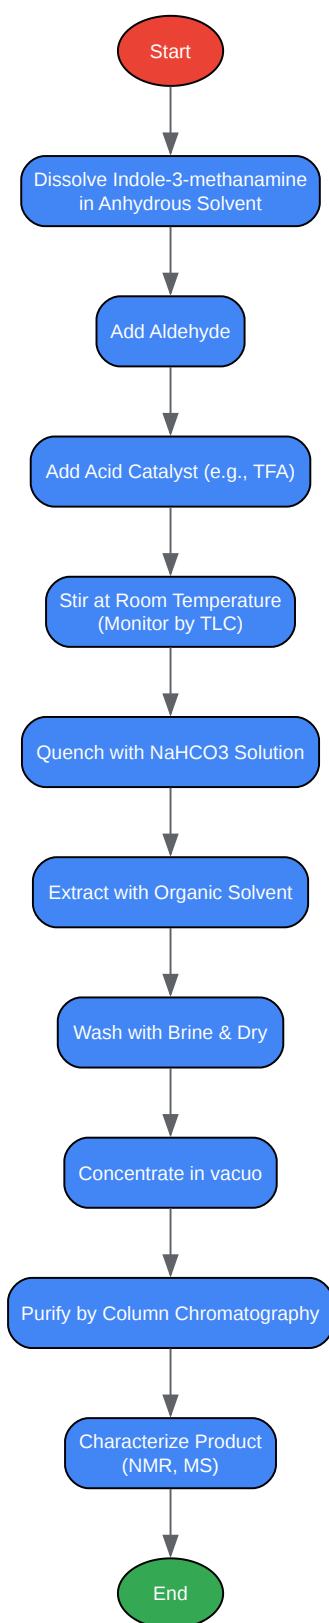 Start
Dissolve Indole-3-methanamine
in Anhydrous Solvent
Add Aldehyde
Add Acid Catalyst (e.g., TFA)
Stir at Room Temperature
(Monitor by TLC)
Quench with NaHCO3 Solution
Extract with Organic Solvent
Wash with Brine & Dry
Concentrate in vacuo
Purify by Column Chromatography
Characterize Product
(NMR, MS)
End